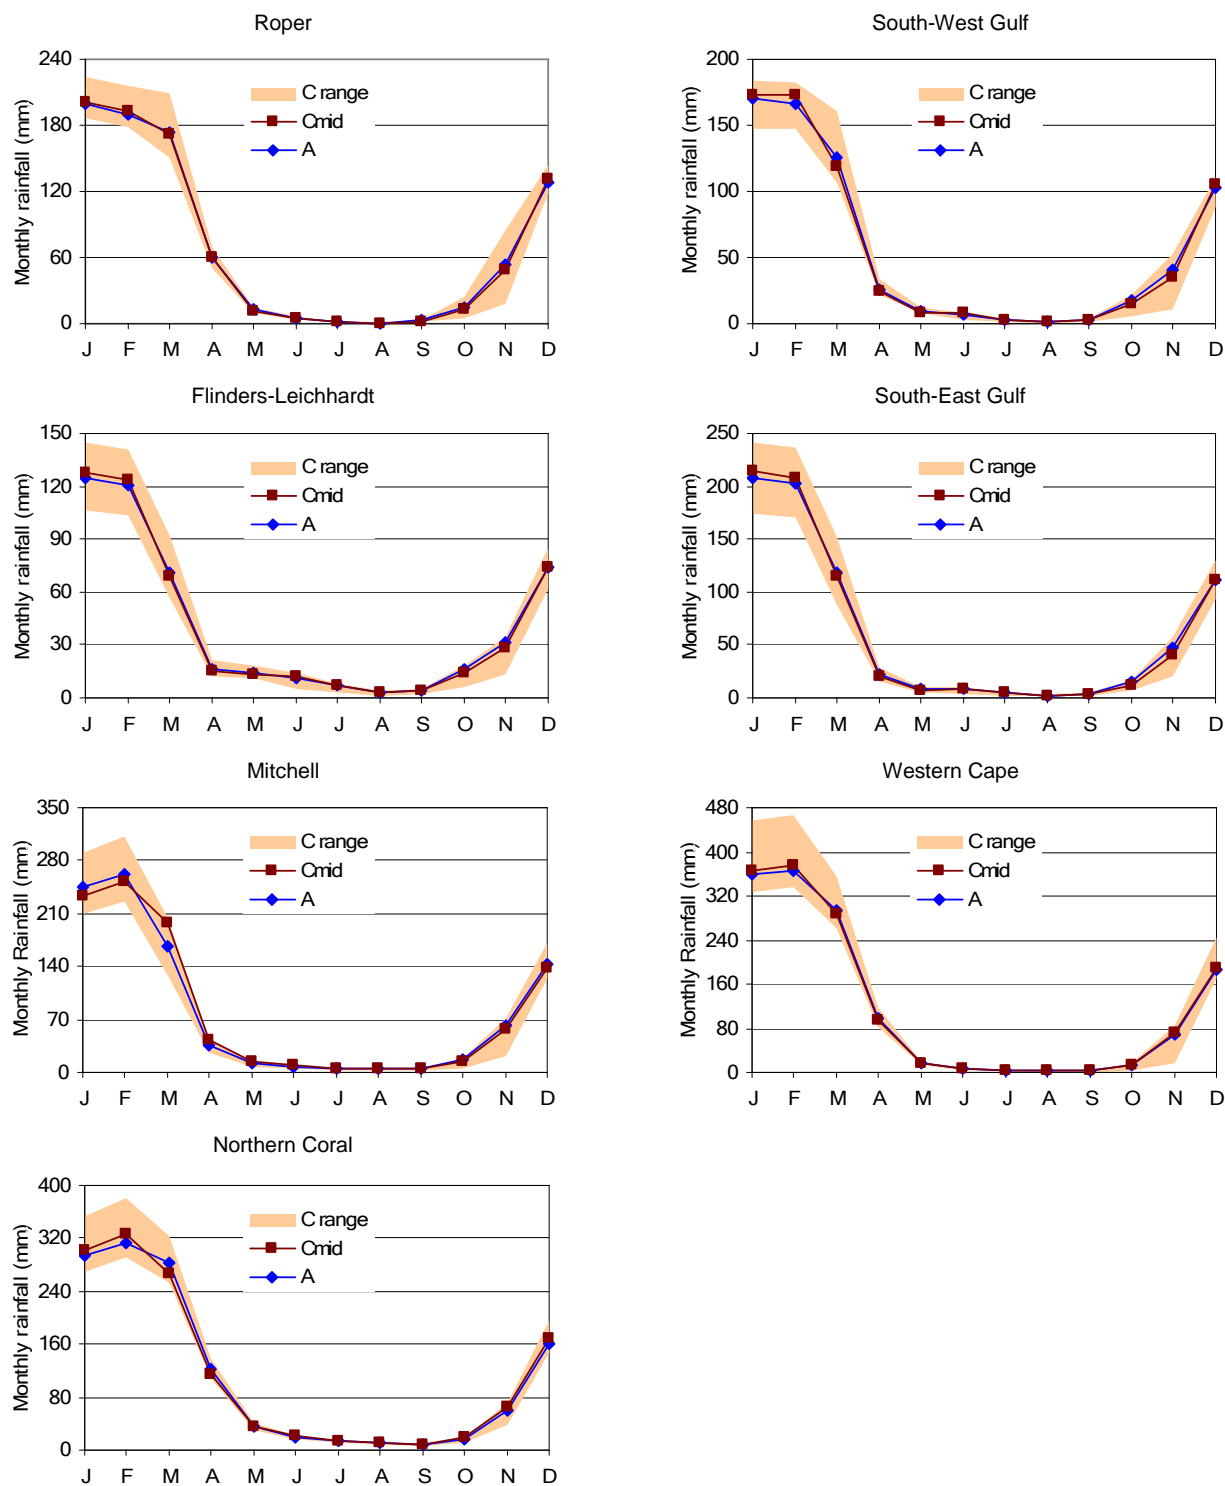 Roper
Monthly rainfall (mm)
240
180
120
60
0
C range
Cmid
A
J F M A M J J A S O N D
South-West Gulf
Monthly rainfall (mm)
200
150
100
50
0
C range
Cmid
A
J F M A M J J A S O N D
Flinders-Leichhardt
Monthly rainfall (mm)
150
120
90
60
30
0
C range
Cmid
A
J F M A M J J A S O N D
South-East Gulf
Monthly rainfall (mm)
250
200
150
100
50
0
C range
Cmid
A
J F M A M J J A S O N D
Mitchell
Monthly Rainfall (mm)
350
280
210
140
70
0
C range
Cmid
A
J F M A M J J A S O N D
Western Cape
Monthly Rainfall (mm)
480
400
320
240
160
80
0
C range
Cmid
A
J F M A M J J A S O N D
Northern Coral
Monthly rainfall (mm)
400
320
240
160
80
0
C range
Cmid
A
J F M A M J J A S O N D